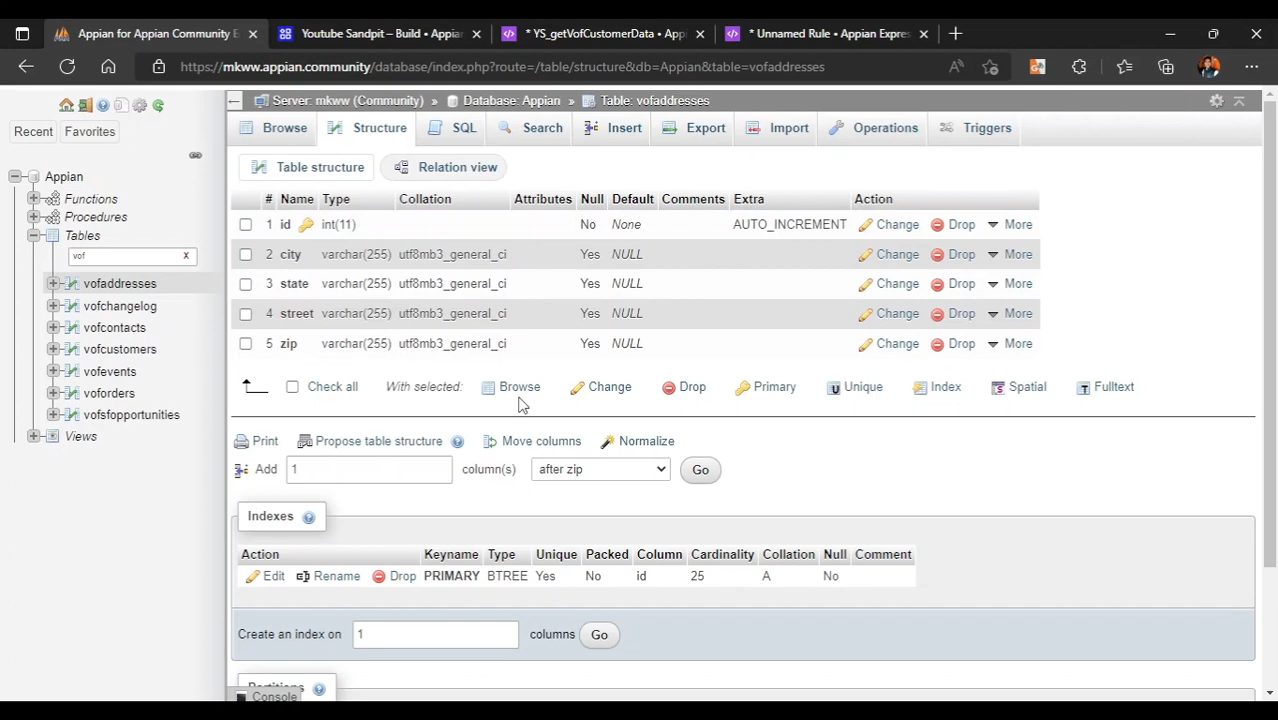 Appian for Appian Community E
Youtube Sandpit – Build • Appian
* YS_getVofCustomerData • Appi
* Unnamed Rule • Appian Expres
https://mkww.appian.community/database/index.php?route=/table/structure&db=Appian&table=vofaddresses
Recent Favorites
Appian
Functions
Procedures
Tables
vof x
vofaddresses
vofchangelog
vofcontacts
vofcustomers
vofevents
voforders
vofsfopportunities
Views
Server: mkww (Community) » Database: Appian » Table: vofaddresses
Browse Structure SQL Search Insert Export Import Operations Triggers
Table structure Relation view
# Name Type Collation Attributes Null Default Comments Extra Action
1 id int(11) No None AUTO_INCREMENT Change Drop More
2 city varchar(255) utf8mb3_general_ci Yes NULL Change Drop More
3 state varchar(255) utf8mb3_general_ci Yes NULL Change Drop More
4 street varchar(255) utf8mb3_general_ci Yes NULL Change Drop More
5 zip varchar(255) utf8mb3_general_ci Yes NULL Change Drop More
Check all With selected: Browse Change Drop Primary Unique Index Spatial Fulltext
Print Propose table structure Move columns Normalize
Add 1 column(s) after zip Go
Indexes
Action Keyname Type Unique Packed Column Cardinality Collation Null Comment
Edit Rename Drop PRIMARY BTREE Yes No id 25 A No
Create an index on 1 columns Go
Partitions
Console